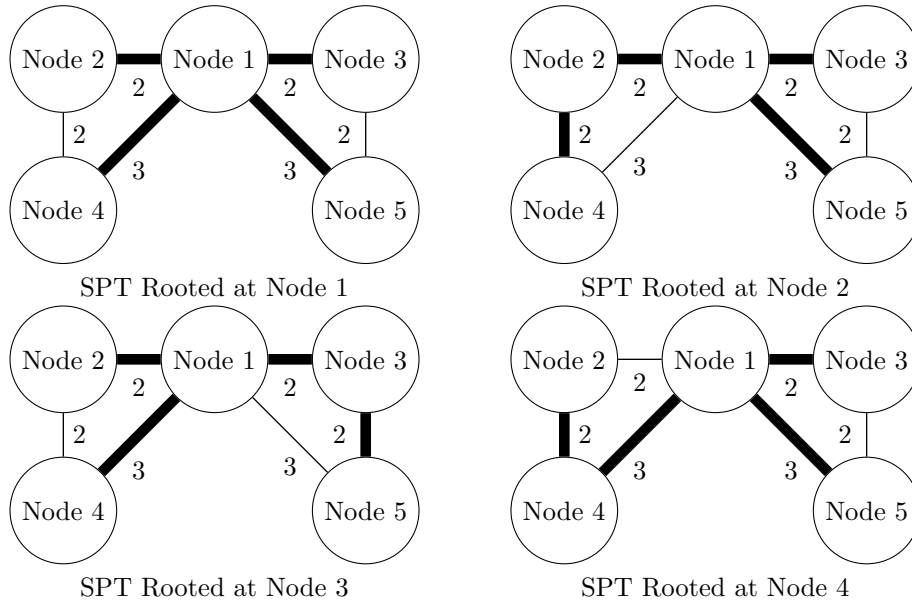 Node 2 Node 1 Node 3
2 2
2 2
3 3
Node 4 Node 5
SPT Rooted at Node 1
Node 2 Node 1 Node 3
2 2
2 2
3 3
Node 4 Node 5
SPT Rooted at Node 2
Node 2 Node 1 Node 3
2 2
2 2
3 3
Node 4 Node 5
SPT Rooted at Node 3
Node 2 Node 1 Node 3
2 2
2 2
3 3
Node 4 Node 5
SPT Rooted at Node 4